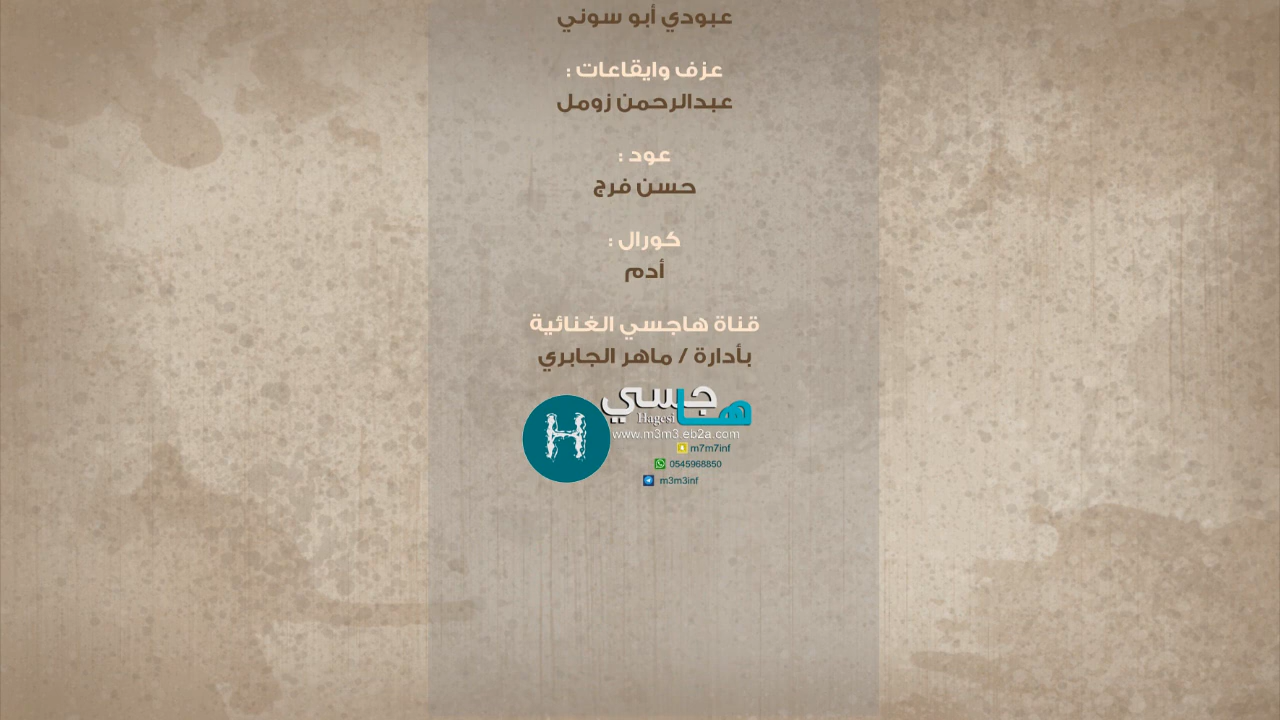 عبودي أبو سوني
عزف وايقاعات :
عبدالرحمن زومل
عود :
حسن فرج
كورال :
أدم
قناة هاجسي الغنائية
بأدارة / ماهر الجابري
هاجسي
Hagesi
H
www.m3m3.eb2a.com
m7m7inf
0545968850
m3m3inf